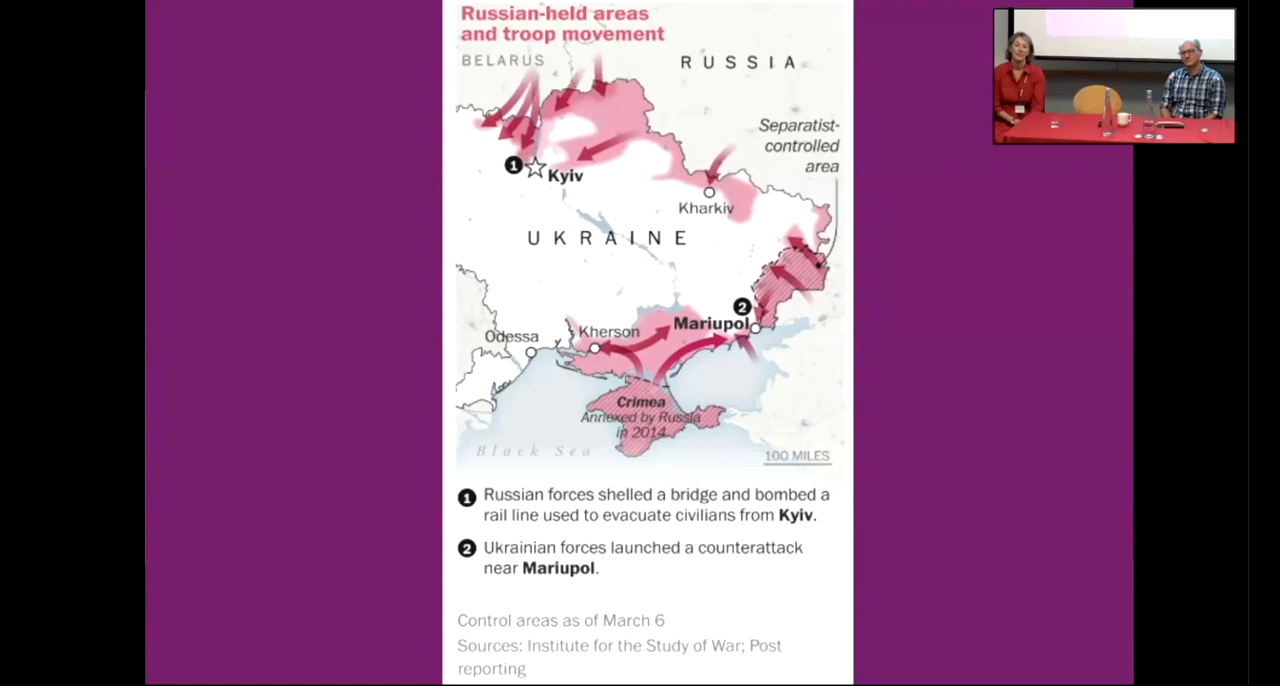 Russian-held areas
and troop movement
BELARUS
RUSSIA
Separatist-
controlled
area
1
Kyiv
Kharkiv
UKRAINE
2
Mariupol
Kherson
Odessa
Crimea
Annexed by Russia
in 2014
Black Sea
100 MILES
1 Russian forces shelled a bridge and bombed a
rail line used to evacuate civilians from Kyiv.
2 Ukrainian forces launched a counterattack
near Mariupol.
Control areas as of March 6
Sources: Institute for the Study of War; Post
reporting